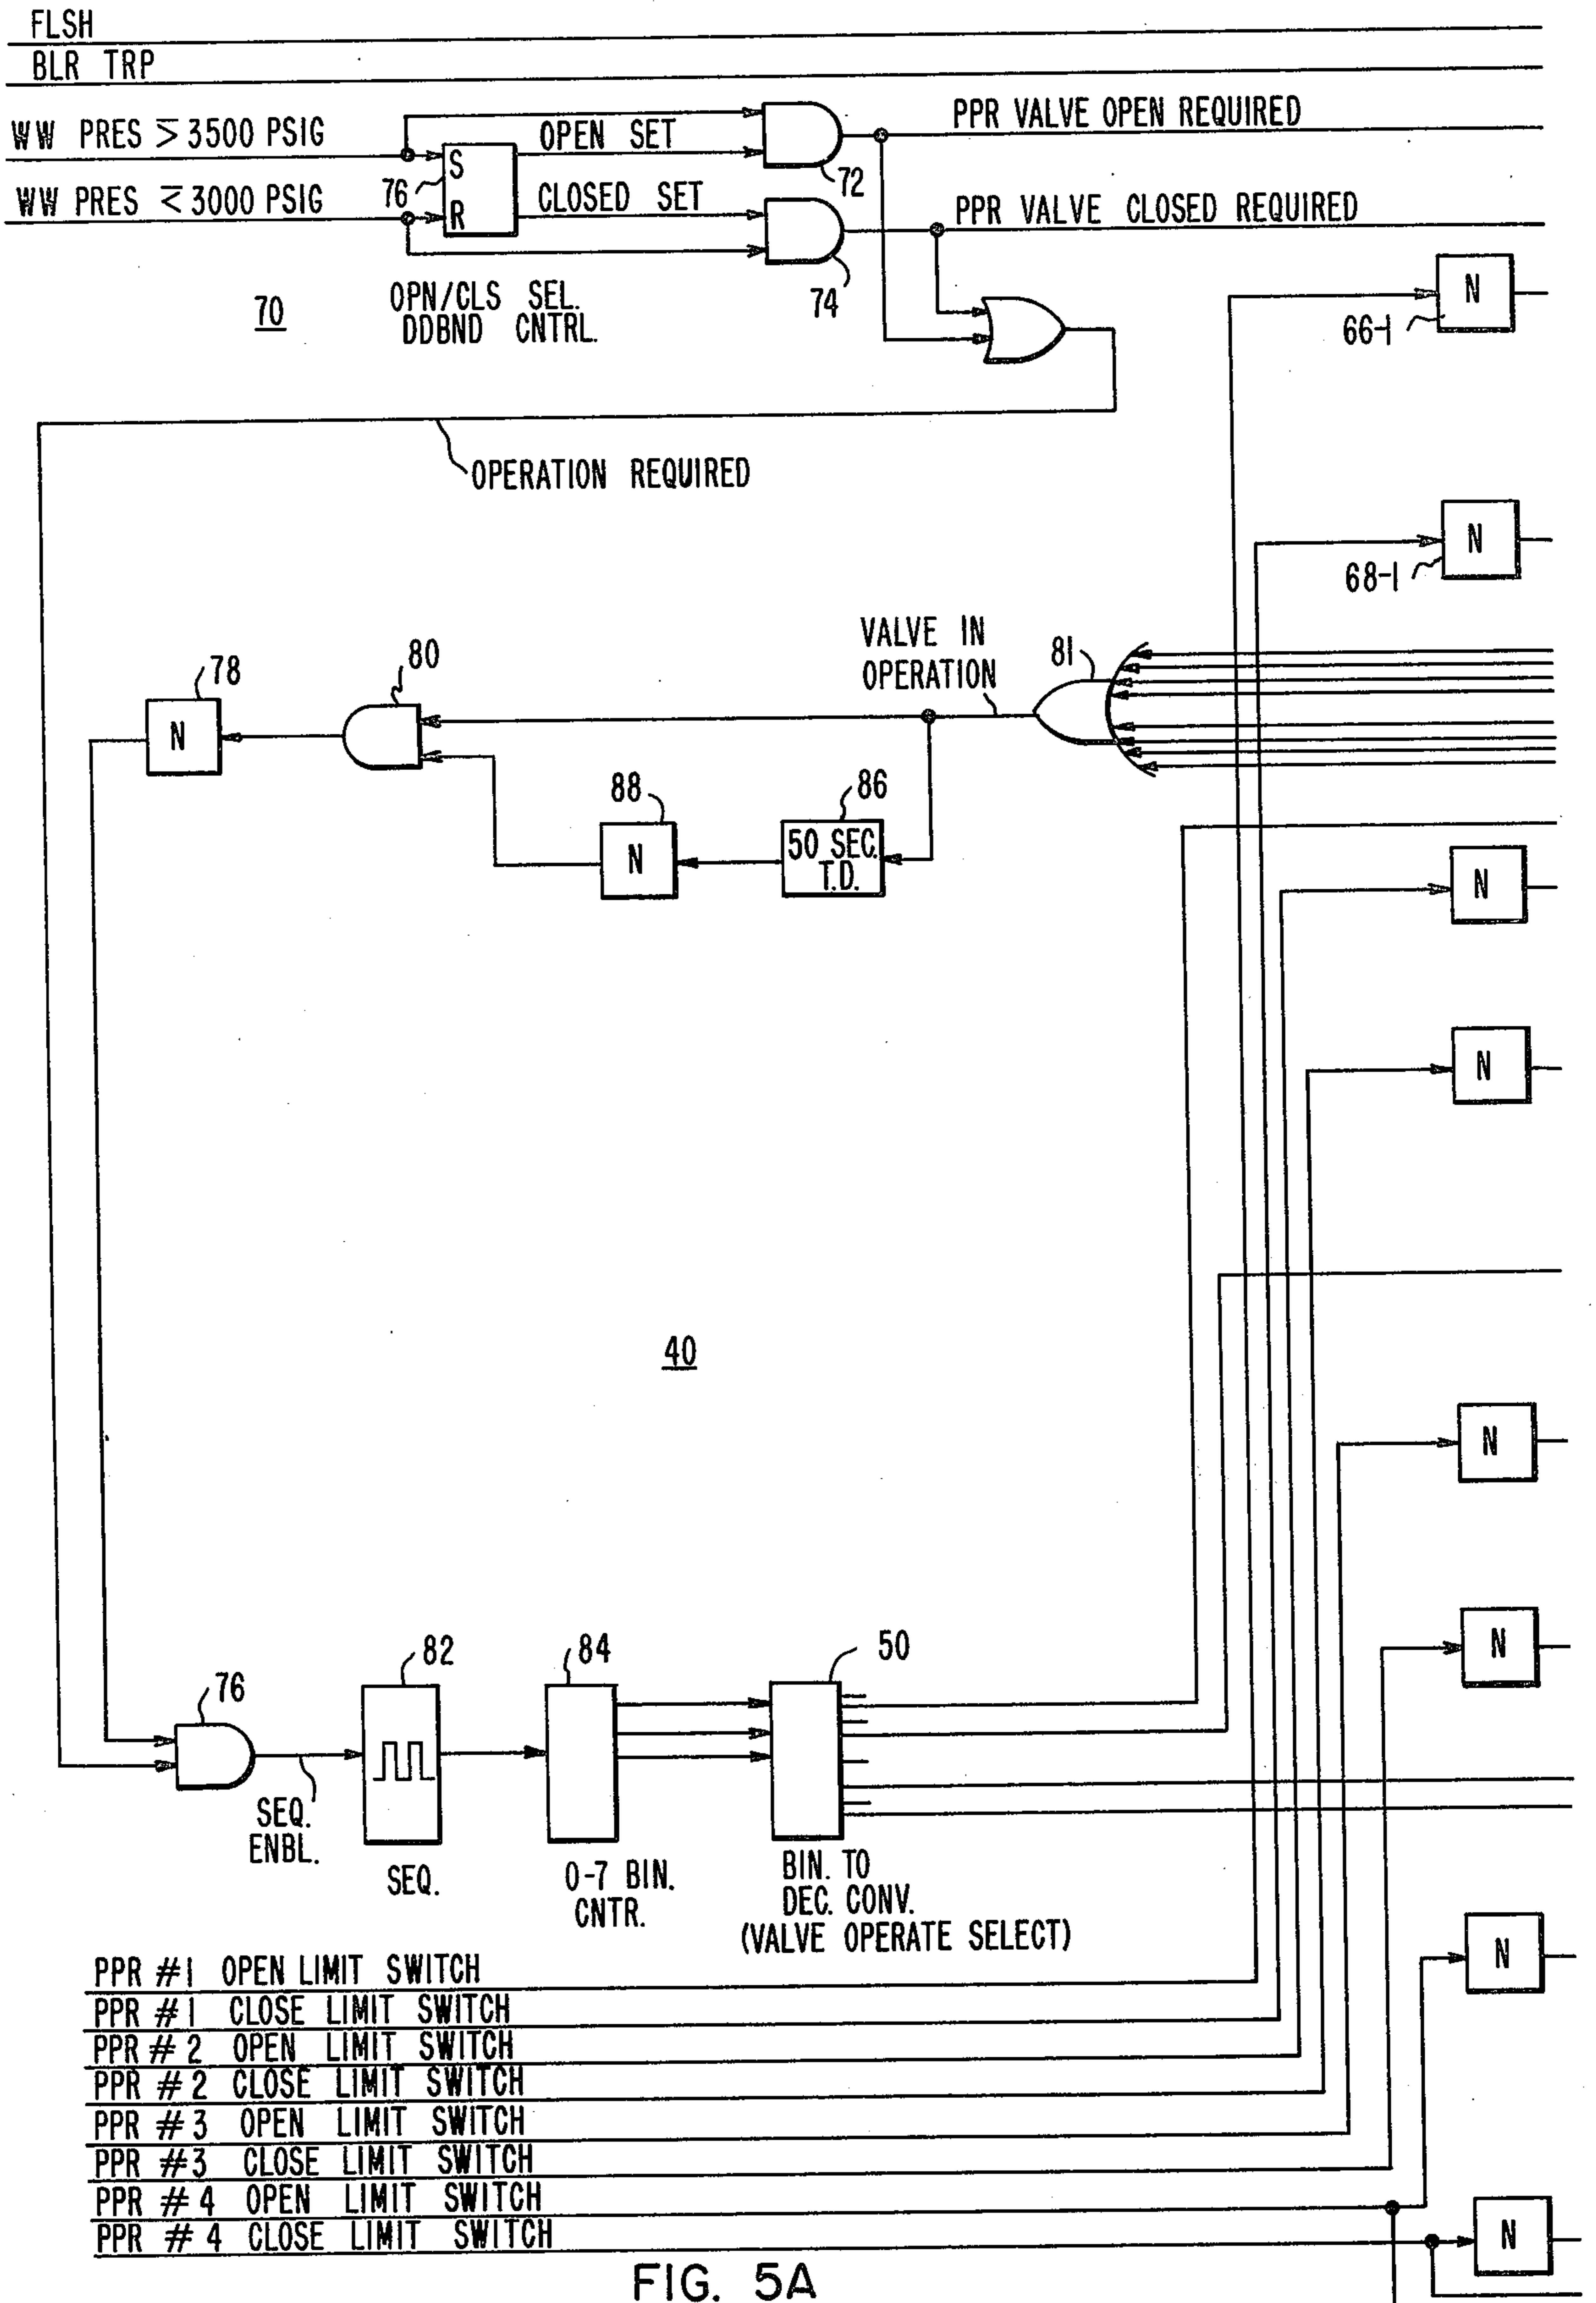 FLSH
BLR TRP
WW PRES > 3500 PSIG
OPEN SET
PPR VALVE OPEN REQUIRED
S
76
R
72
WW PRES < 3000 PSIG
CLOSED SET
PPR VALVE CLOSED REQUIRED
74
70
OPN/CLS SEL.
DDBND CNTRL.
N
66-1
OPERATION REQUIRED
N
68-1
VALVE IN
OPERATION
81
80
78
N
88
N
86
50 SEC.
T.D.
N
N
40
N
N
76
SEQ.
ENBL.
82
SEQ.
84
0-7 BIN.
CNTR.
50
BIN. TO
DEC. CONV.
(VALVE OPERATE SELECT)
N
PPR #1 OPEN LIMIT SWITCH
PPR #1 CLOSE LIMIT SWITCH
PPR #2 OPEN LIMIT SWITCH
PPR #2 CLOSE LIMIT SWITCH
PPR #3 OPEN LIMIT SWITCH
PPR #3 CLOSE LIMIT SWITCH
PPR #4 OPEN LIMIT SWITCH
PPR #4 CLOSE LIMIT SWITCH
N
FIG. 5A